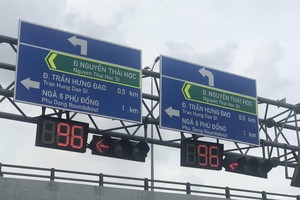 Đ.NGUYỄN THÁI HỌC
Nguyen Thai Hoc St
Đ. TRẦN HƯNG ĐẠO
Tran Hung Dao St 0.5 km
NGÃ 6 PHÙ ĐỔNG
Phu Dong Roundabout 1 km
96
Đ.NGUYỄN THÁI HỌC
Nguyen Thai Hoc St
Đ. TRẦN HƯNG ĐẠO
Tran Hung Dao St 0.5 km
NGÃ 6 PHÙ ĐỔNG
Phu Dong Roundabout 1 km
96